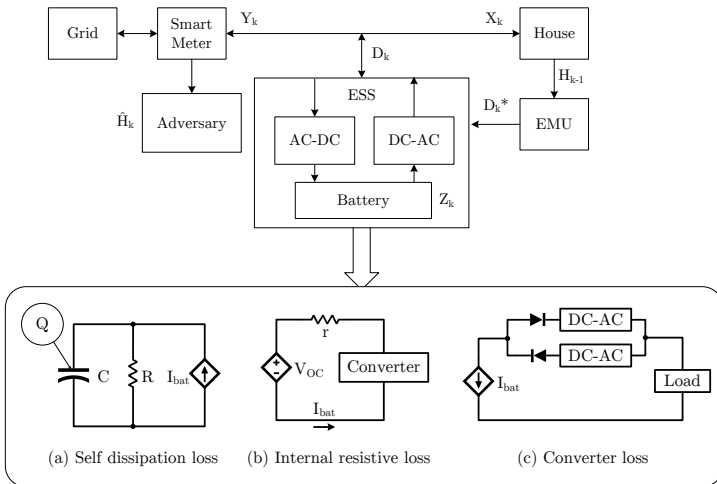 Grid
Smart
Meter
Y_k
X_k
House
D_k
H_{k-1}
Ĥ_k
Adversary
ESS
D_k*
EMU
AC-DC
DC-AC
Battery
Z_k
Q
C
R
I_bat
r
V_OC
Converter
I_bat
DC-AC
DC-AC
I_bat
Load
(a) Self dissipation loss
(b) Internal resistive loss
(c) Converter loss